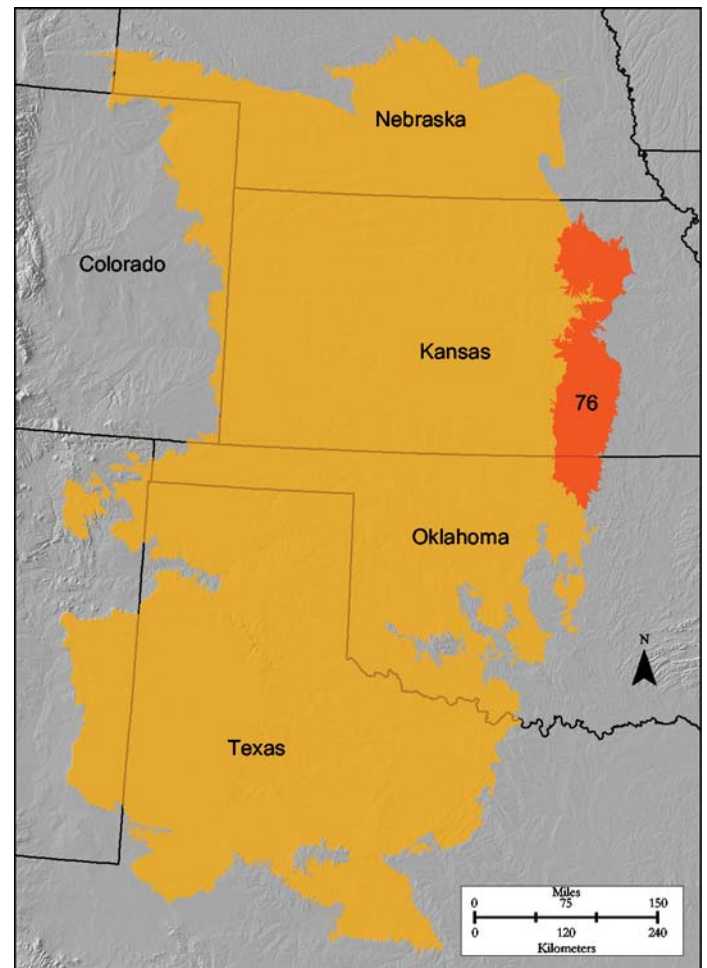 Nebraska
Colorado
Kansas
76
Oklahoma
N
Texas
Miles
0 75 150
0 120 240
Kilometers